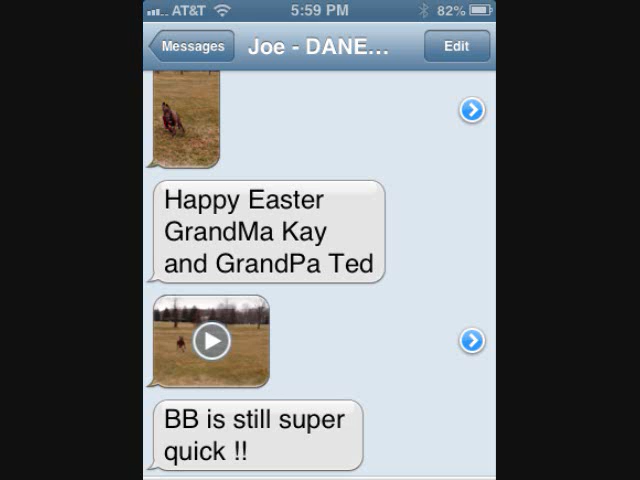 AT&T 5:59 PM 82%
Messages Joe - DANE... Edit
Happy Easter
GrandMa Kay
and GrandPa Ted
BB is still super
quick !!